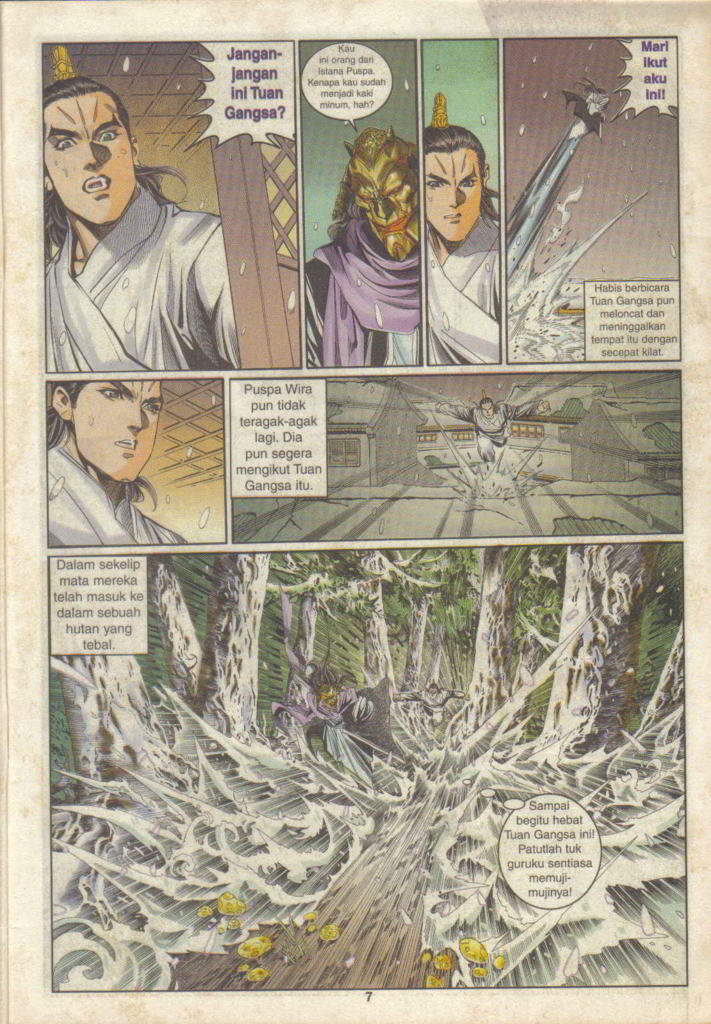 Jangan-
jangan
ini Tuan
Gangsa?
Kau
ini orang dari
Istana Puspa.
Kenapa kau sudah
menjadi kaki
minum, hah?
Mari
ikut
aku
ini!
Habis berbicara
Tuan Gangsa pun
meloncat dan
meninggalkan
tempat itu dengan
secepat kilat.
Puspa Wira
pun tidak
teragak-agak
lagi. Dia
pun segera
mengikut Tuan
Gangsa itu.
Dalam sekelip
mata mereka
telah masuk ke
dalam sebuah
hutan yang
tebal.
Sampai
begitu hebat
Tuan Gangsa ini!
Patutlah tuk
guruku sentiasa
memuji-
mujinya!
7